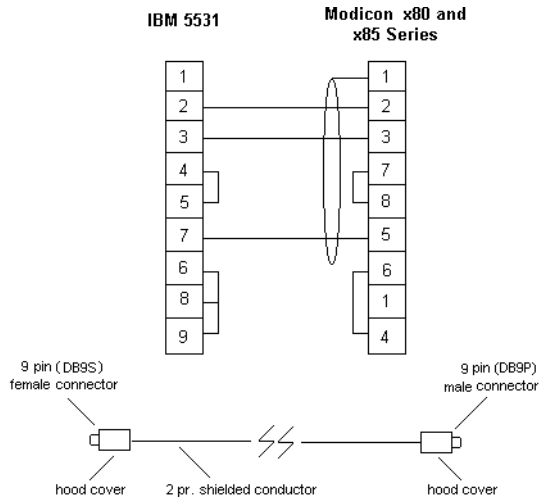 IBM 5531
Modicon x80 and
x85 Series
1 1
2 2
3 3
4 7
5 8
7 5
6 6
8 1
9 4
9 pin (DB9S)
female connector
9 pin (DB9P)
male connector
hood cover
2 pr. shielded conductor
hood cover